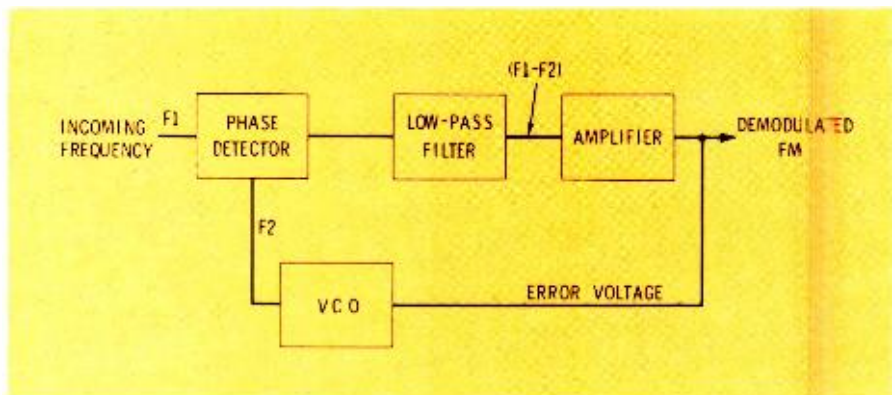 INCOMING
FREQUENCY
F1
PHASE
DETECTOR
LOW-PASS
FILTER
(F1-F2)
AMPLIFIER
DEMODULATED
FM
F2
VCO
ERROR VOLTAGE